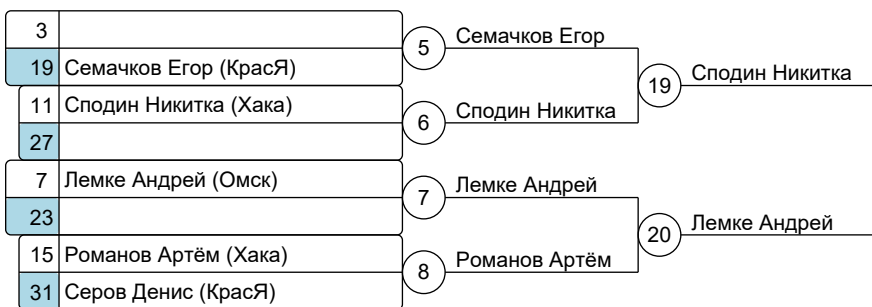 3
5
Семачков Егор
19 Семачков Егор (КрасЯ)
19
Сподин Никитка
11 Сподин Никитка (Хака)
6
Сподин Никитка
27
7 Лемке Андрей (Омск)
7
Лемке Андрей
23
20
Лемке Андрей
15 Романов Артём (Хака)
8
Романов Артём
31 Серов Денис (КрасЯ)